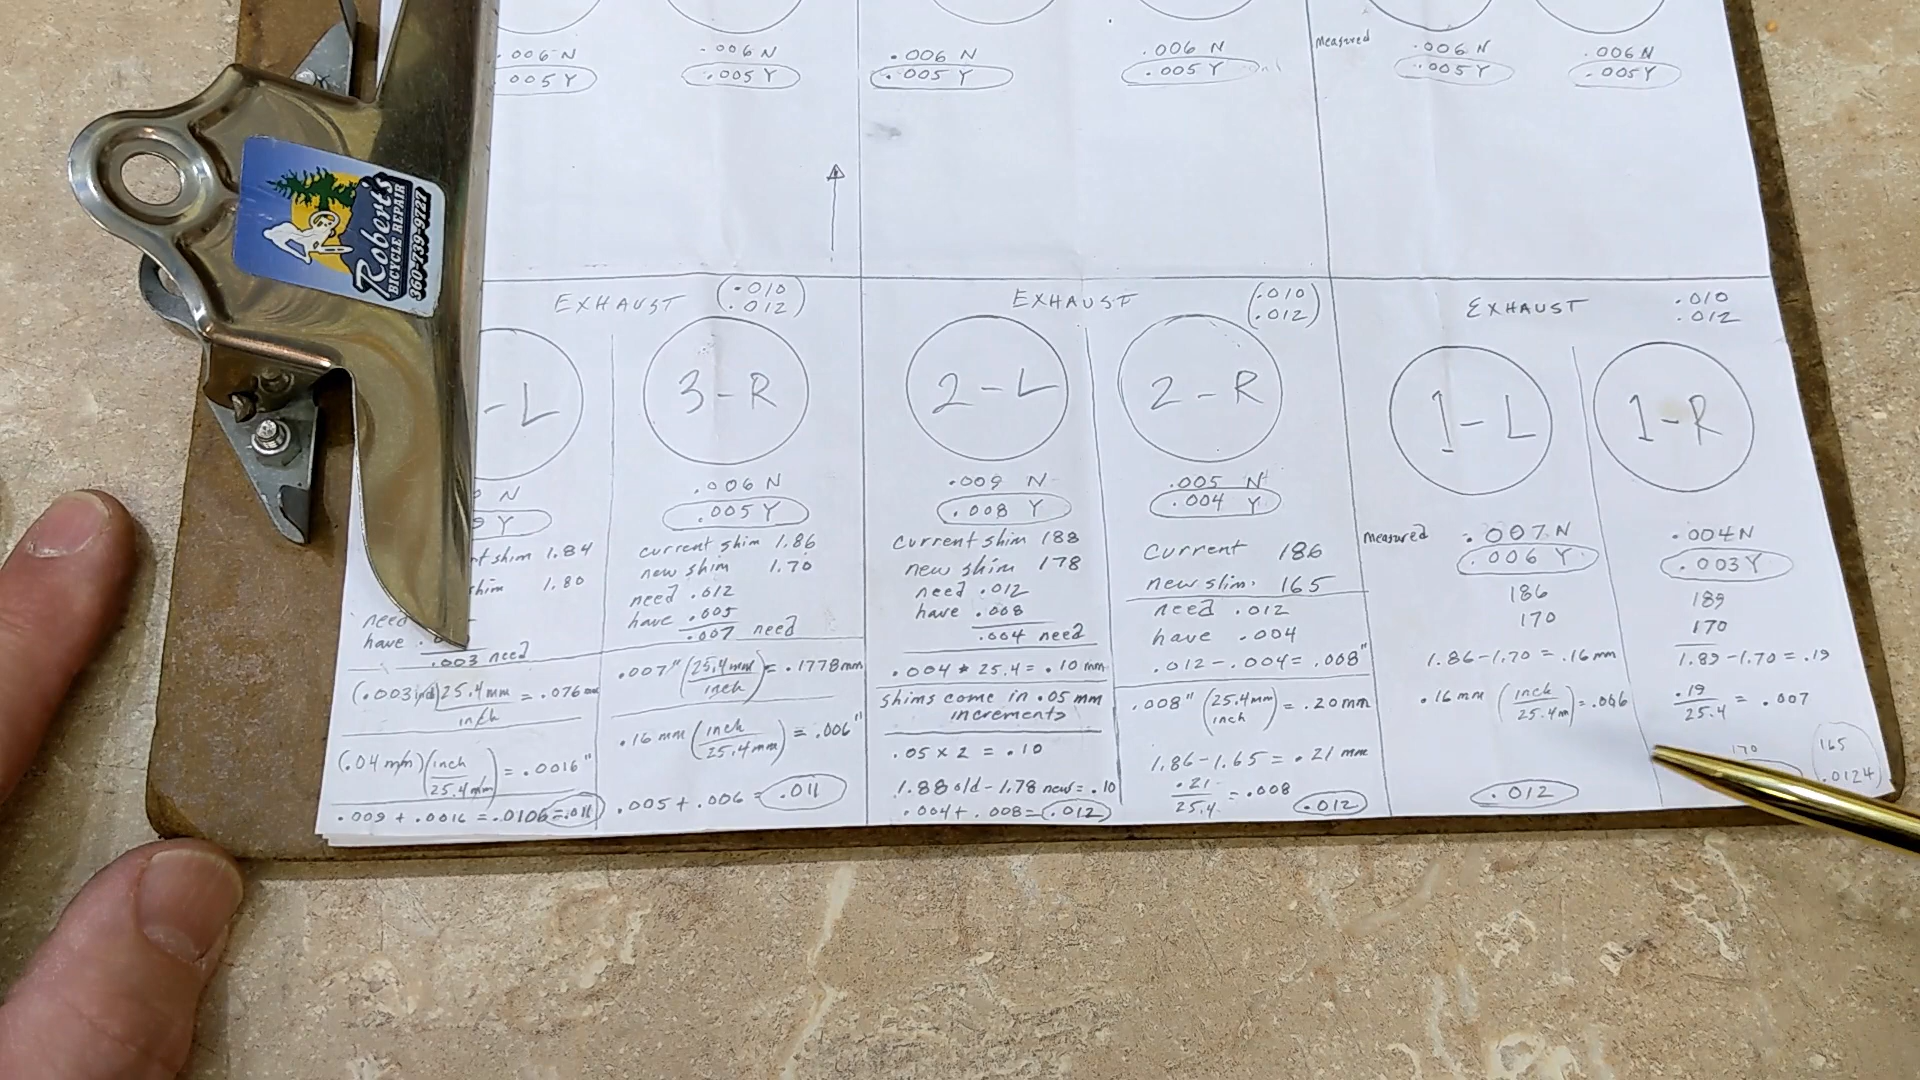 Robert's
BICYCLE REPAIR
360-739-9727
.006 N
.005 Y
.006 N
.005 Y
.006 N
.005 Y
.006 N
.005 Y
Measured
.006 N
.005 Y
.006 N
.005 Y
EXHAUST
(.010
.012)
-L
3-R
N
Y
shim 1.84
shim 1.80
need
have
.003 need
25.4 mm = .076
(.04 mm) (inch / 25.4 mm) = .0016"
.009 + .0016 = .0106 = .011
.006 N
.005 Y
current shim 1.86
new shim 1.70
need .012
have .005
.007 need
.007" (25.4 mm / inch) = .1778 mm
.16 mm (inch / 25.4 mm) = .006"
.005 + .006 = .011
EXHAUST
(.010
.012)
2-L
2-R
.009 N
.008 Y
current shim 188
new shim 178
need .012
have .008
.004 need
.004 * 25.4 = .10 mm
shims come in .05 mm
increments
.05 x 2 = .10
1.88 old - 1.78 new = .10
.004 + .008 = .012
.005 N
.004 Y
current 186
new slim. 165
need .012
have .004
.012 - .004 = .008"
.008" (25.4 mm / inch) = .20 mm
1.86 - 1.65 = .21 mm
.21 / 25.4 = .008
.012
EXHAUST
.010
.012
1-L
1-R
Measured
.007 N
.006 Y
186
170
1.86 - 1.70 = .16 mm
.16 mm (inch / 25.4 m) = .006
.012
.004 N
.003 Y
189
170
1.89 - 1.70 = .19
.19 / 25.4 = .007
170
165
.0124